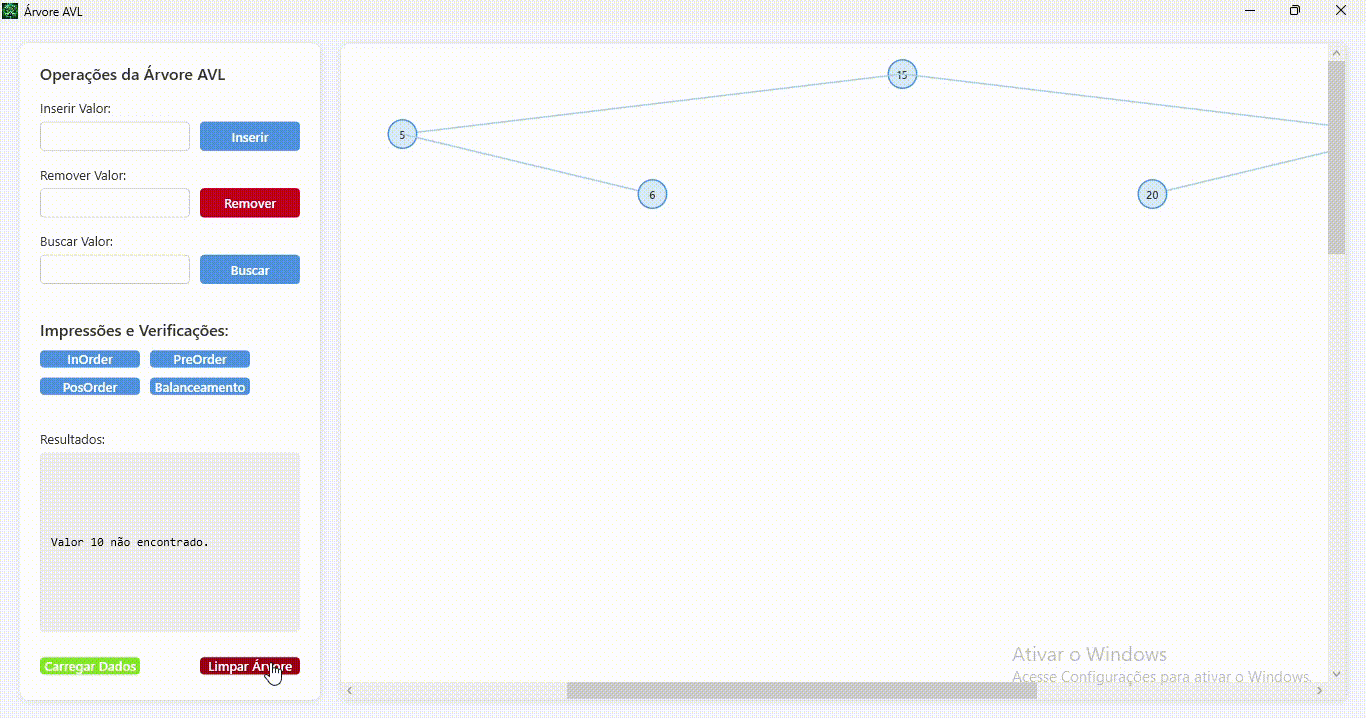 Árvore AVL
Operações da Árvore AVL
Inserir Valor:
Inserir
Remover Valor:
Remover
Buscar Valor:
Buscar
Impressões e Verificações:
InOrder PreOrder
PosOrder Balanceamento
Resultados:
Valor 10 não encontrado.
Carregar Dados Limpar Árvore
15
5
6 20
Ativar o Windows
Acesse Configurações para ativar o Windows.